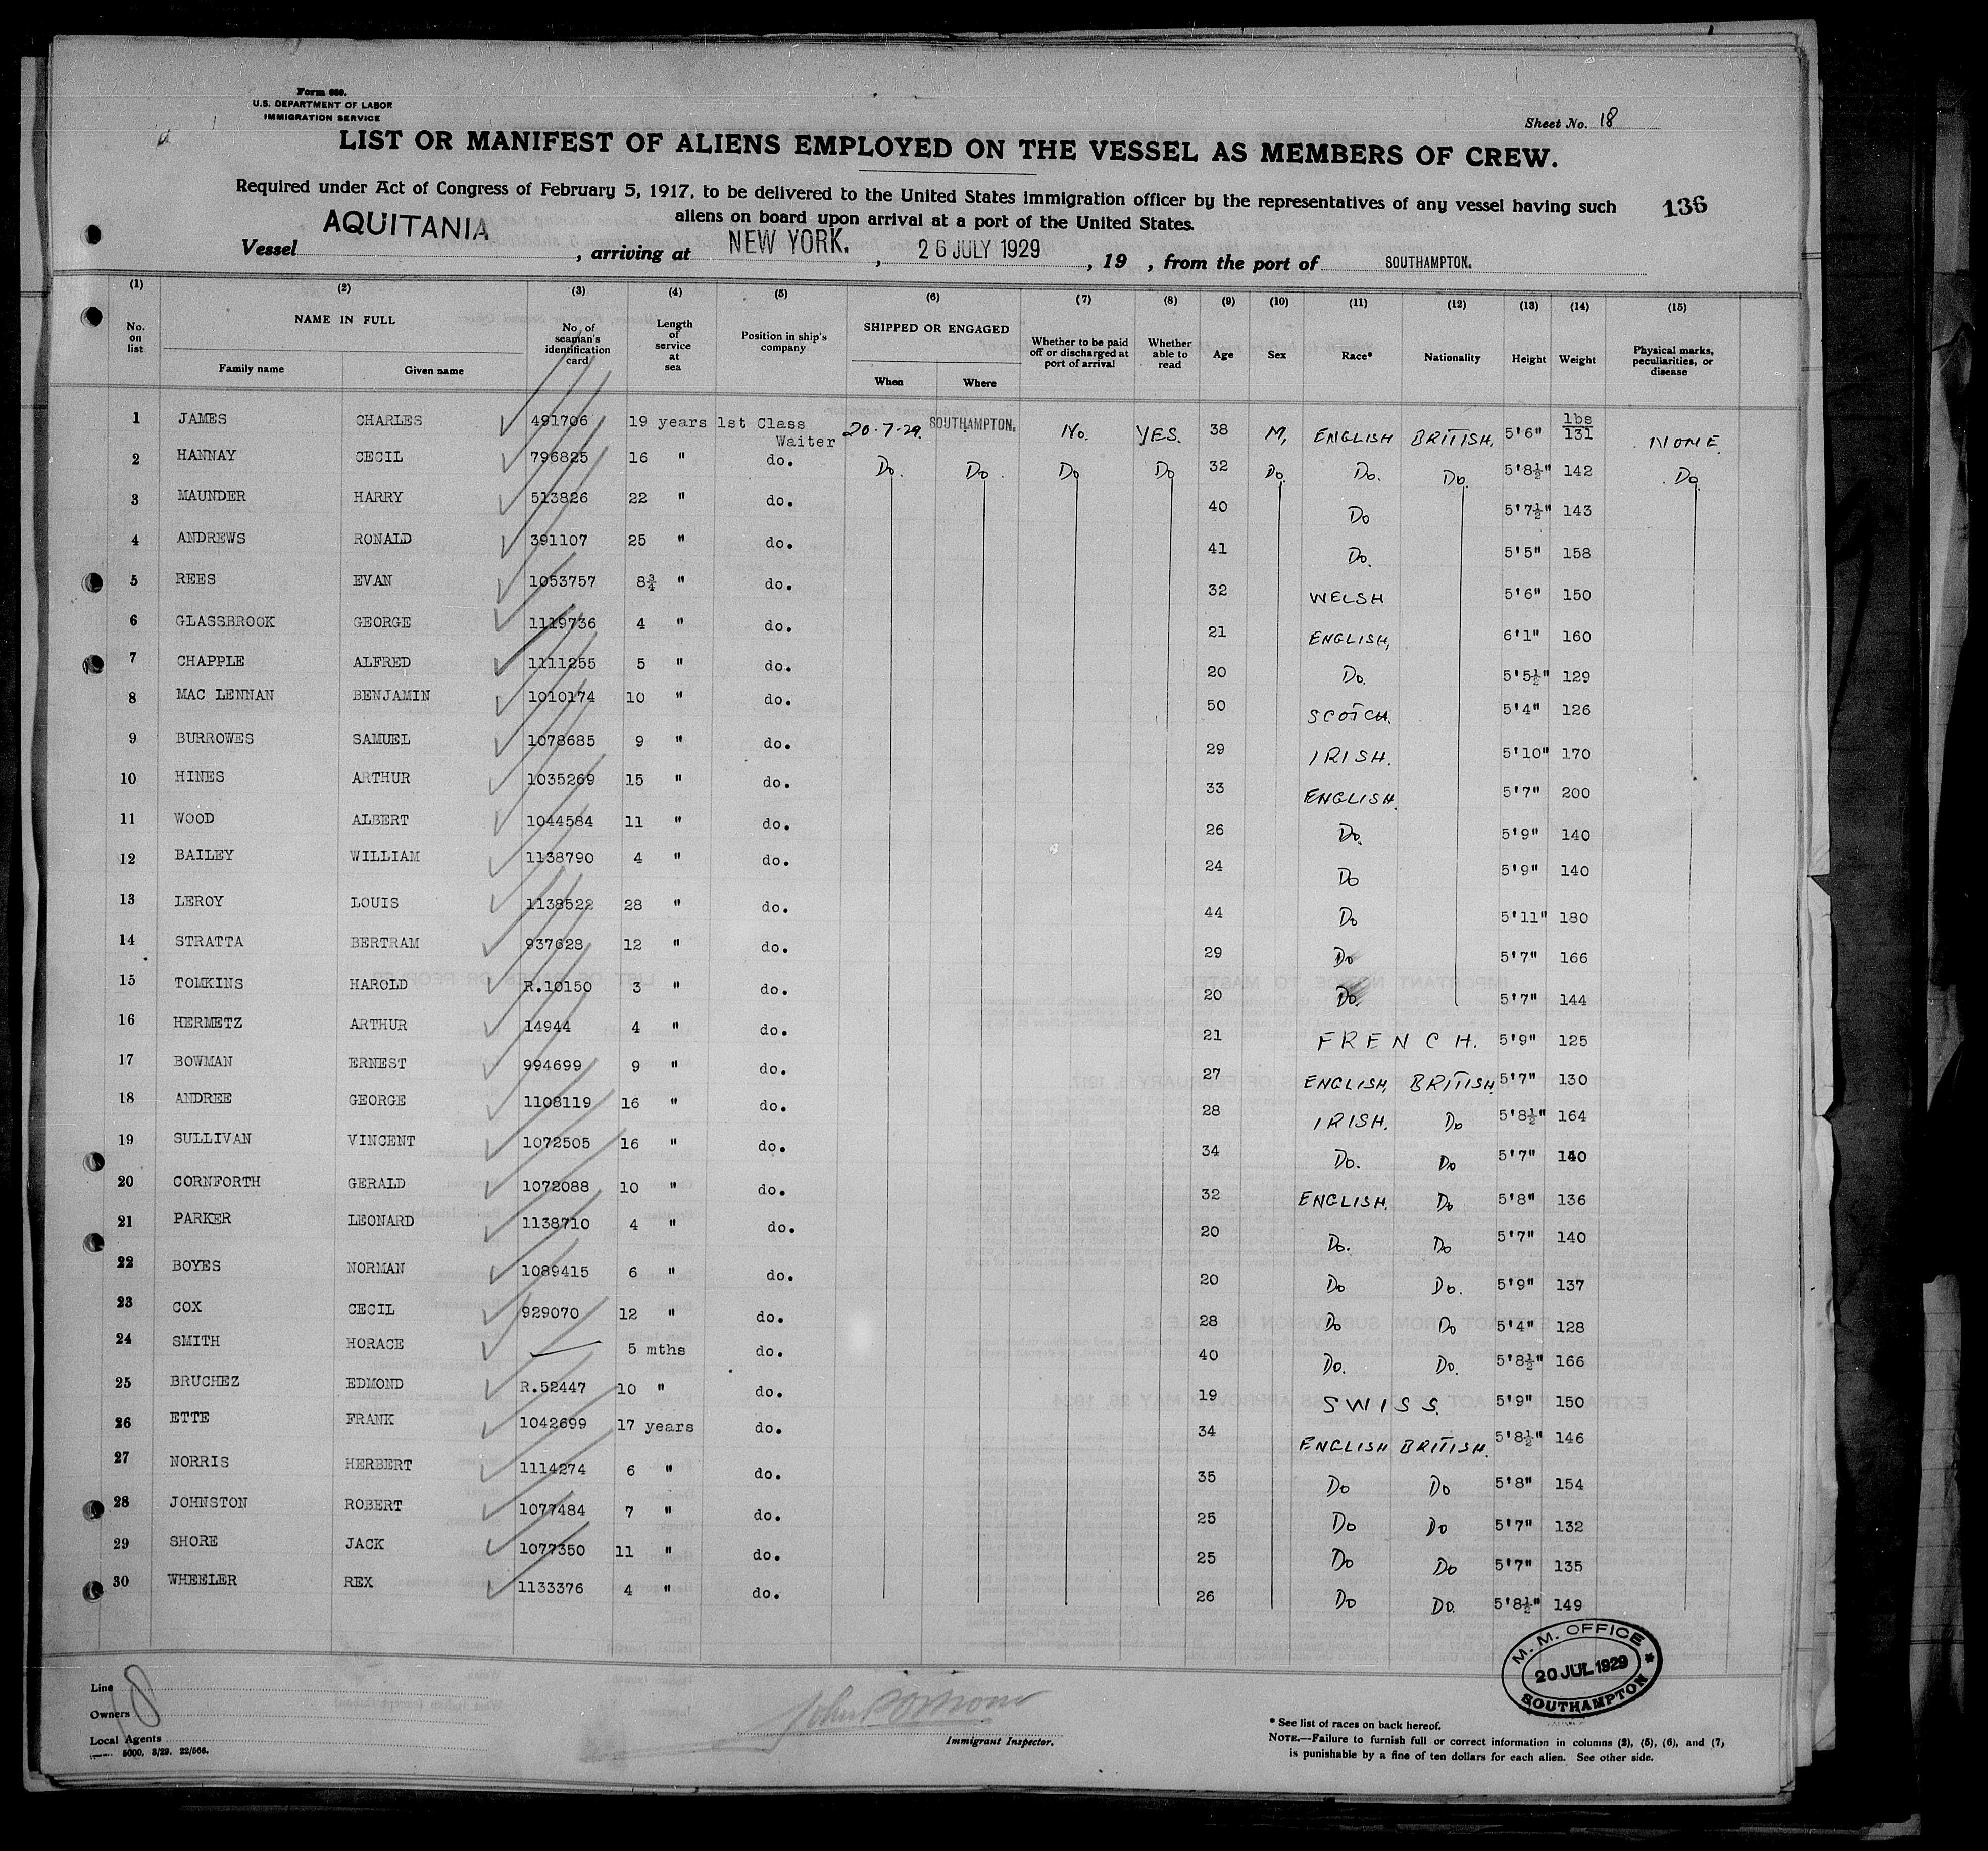 Form 680.
U.S. DEPARTMENT OF LABOR
IMMIGRATION SERVICE
Sheet No. 18
LIST OR MANIFEST OF ALIENS EMPLOYED ON THE VESSEL AS MEMBERS OF CREW.
Required under Act of Congress of February 5, 1917, to be delivered to the United States immigration officer by the representatives of any vessel having such
aliens on board upon arrival at a port of the United States.
136
Vessel AQUITANIA, arriving at NEW YORK., 26 JULY 1929, 19 , from the port of SOUTHAMPTON.
(1) (2) (3) (4) (5) (6) (7) (8) (9) (10) (11) (12) (13) (14) (15)
No. on list NAME IN FULL Family name Given name No. of seaman's identification card Length of service at sea Position in ship's company SHIPPED OR ENGAGED When Where Whether to be paid off or discharged at port of arrival Whether able to read Age Sex Race* Nationality Height Weight Physical marks, peculiarities, or disease
1 JAMES CHARLES 491706 19 years 1st Class Waiter 20-7-29. SOUTHAMPTON. No. YES. 38 M, ENGLISH BRITISH, 5'6" lbs 131 NONE.
2 HANNAY CECIL 796825 16 " do. Do. Do. Do Do 32 Do. Do. Do. 5'8½" 142 Do.
3 MAUNDER HARRY 513826 22 " do. 40 Do 5'7½" 143
4 ANDREWS RONALD 391107 25 " do. 41 Do. 5'5" 158
5 REES EVAN 1053757 8¾ " do. 32 WELSH 5'6" 150
6 GLASSBROOK GEORGE 1119736 4 " do. 21 ENGLISH, 6'1" 160
7 CHAPPLE ALFRED 1111255 5 " do. 20 Do. 5'5½" 129
8 MAC LENNAN BENJAMIN 1010174 10 " do. 50 SCOTCH. 5'4" 126
9 BURROWES SAMUEL 1078685 9 " do. 29 IRISH. 5'10" 170
10 HINES ARTHUR 1035269 15 " do. 33 ENGLISH. 5'7" 200
11 WOOD ALBERT 1044584 11 " do. 26 Do. 5'9" 140
12 BAILEY WILLIAM 1138790 4 " do. 24 Do 5'9" 140
13 LEROY LOUIS 1138522 28 " do. 44 Do 5'11" 180
14 STRATTA BERTRAM 937628 12 " do. 29 Do 5'7" 166
15 TOMKINS HAROLD R.10150 3 " do. 20 Do. 5'7" 144
16 HERMETZ ARTHUR 14944 4 " do. 21 FRENCH. 5'9" 125
17 BOWMAN ERNEST 994699 9 " do. 27 ENGLISH, BRITISH. 5'7" 130
18 ANDREE GEORGE 1108119 16 " do. 28 IRISH. Do 5'8½" 164
19 SULLIVAN VINCENT 1072505 16 " do. 34 Do. Do 5'7" 140
20 CORNFORTH GERALD 1072088 10 " do. 32 ENGLISH. Do 5'8" 136
21 PARKER LEONARD 1138710 4 " do. 20 Do. Do 5'7" 140
22 BOYES NORMAN 1089415 6 " do. 20 Do Do. 5'9" 137
23 COX CECIL 929070 12 " do. 28 Do Do 5'4" 128
24 SMITH HORACE — 5 mths do. 40 Do. Do. 5'8½" 166
25 BRUCHEZ EDMOND R.52447 10 " do. 19 SWISS. 5'9" 150
26 ETTE FRANK 1042699 17 years do. 34 ENGLISH BRITISH. 5'8½" 146
27 NORRIS HERBERT 1114274 6 " do. 35 Do Do 5'8" 154
28 JOHNSTON ROBERT 1077484 7 " do. 25 Do Do 5'7" 132
29 SHORE JACK 1077350 11 " do. 25 Do Do 5'7" 135
30 WHEELER REX 1133376 4 " do. 26 Do Do. 5'8½" 149
M. M. OFFICE
20 JUL 1929
SOUTHAMPTON
Line
18
Owners
Local Agents
5000. 3/29. 22/566.
Immigrant Inspector.
* See list of races on back hereof.
NOTE.—Failure to furnish full or correct information in columns (2), (5), (6), and (7),
is punishable by a fine of ten dollars for each alien. See other side.